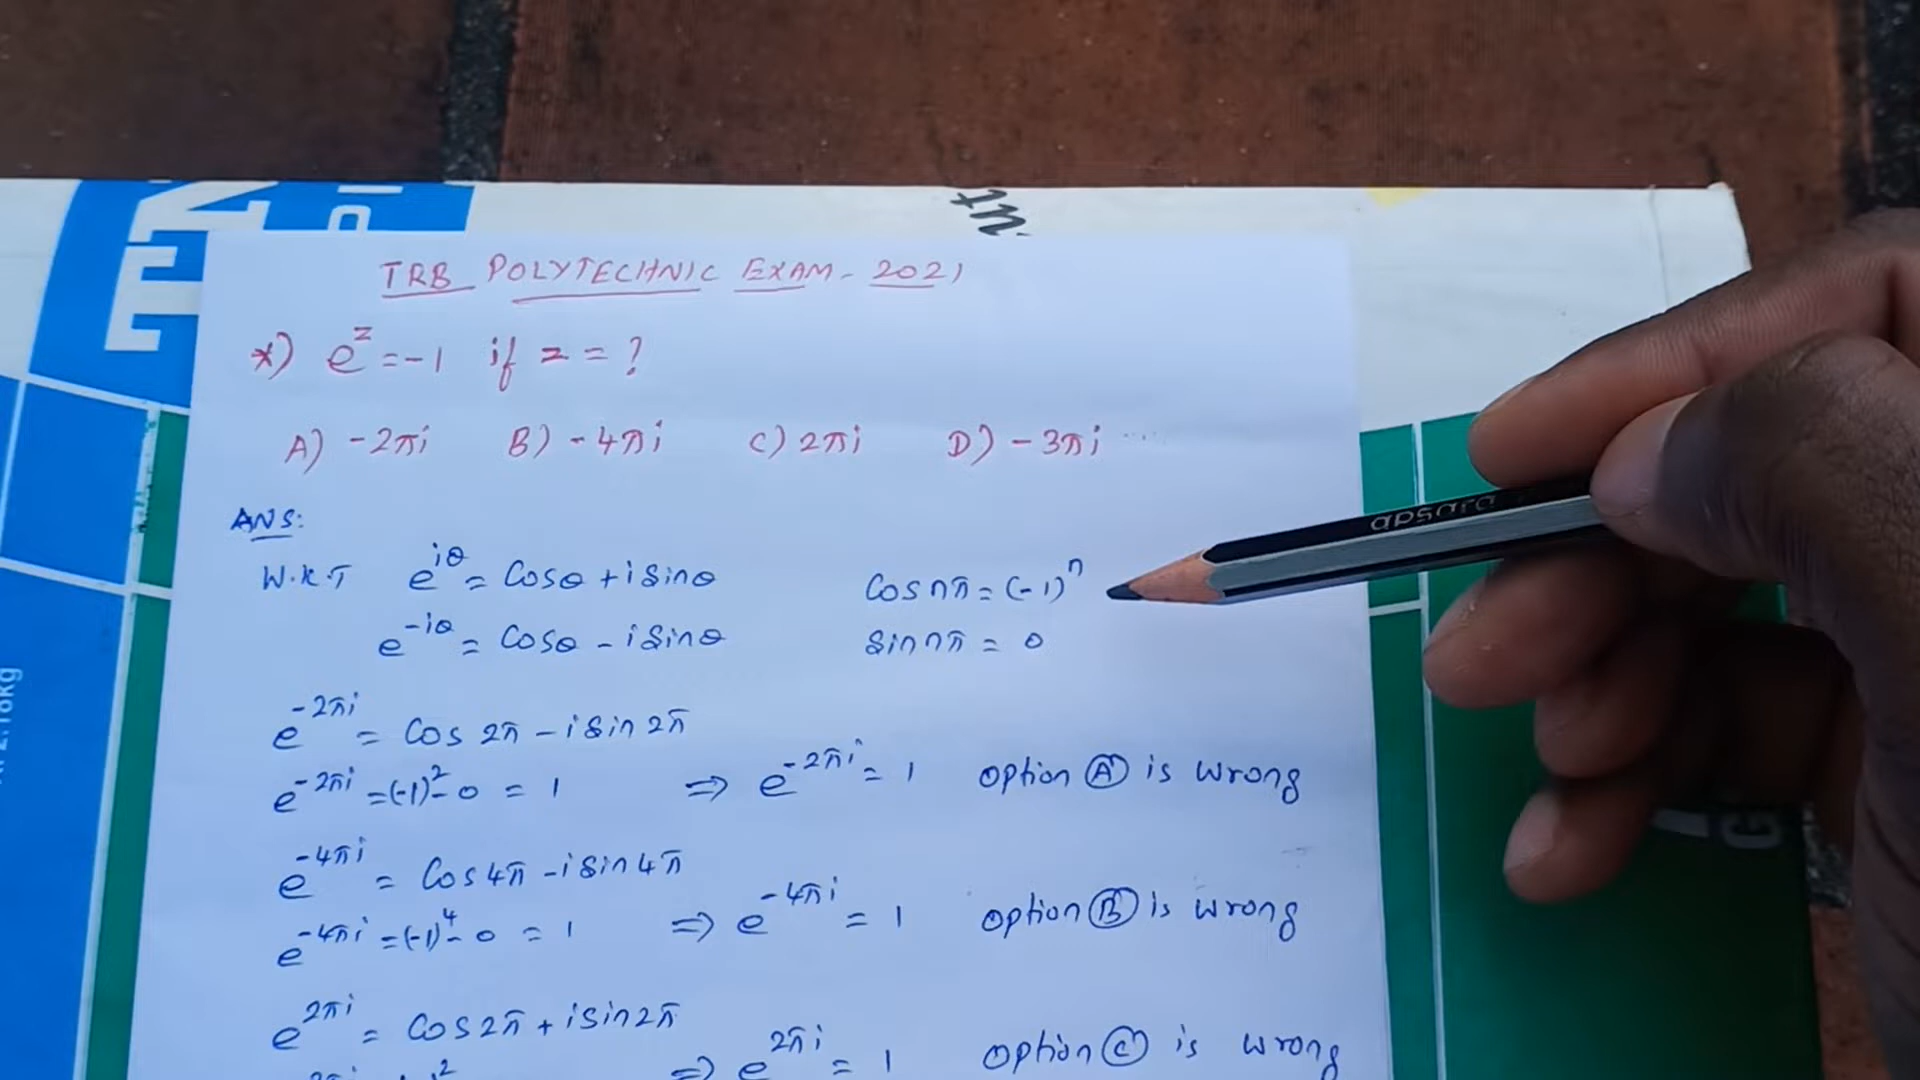 TRB POLYTECHNIC EXAM - 2021
*) e^z = -1 if z = ?
A) -2πi B) -4πi C) 2πi D) -3πi
ANS:
W.K.T e^iθ = Cosθ + i Sinθ Cos nπ = (-1)^n
e^-iθ = Cosθ - i Sinθ Sin nπ = 0
e^-2πi = Cos 2π - i Sin 2π
e^-2πi = (-1)^2 - 0 = 1 ⇒ e^-2πi = 1 option Ⓐ is wrong
e^-4πi = Cos 4π - i Sin 4π
e^-4πi = (-1)^4 - 0 = 1 ⇒ e^-4πi = 1 option Ⓑ is wrong
e^2πi = Cos 2π + i Sin 2π
⇒ e^2πi = 1 option Ⓒ is wrong
apsara